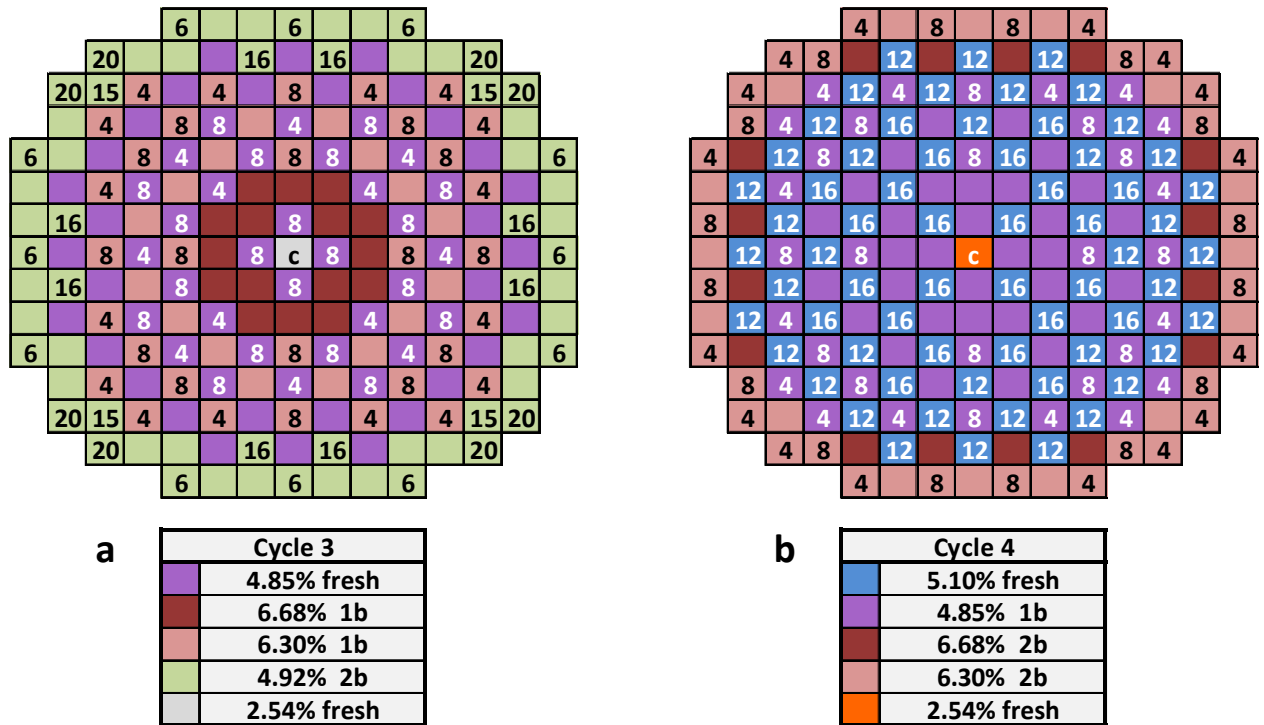 6 6 6
20 16 16 20
20 15 4 4 8 4 4 15 20
4 8 8 4 8 8 4
6 8 4 8 8 8 4 8 6
4 8 4 4 8 4
16 8 8 8 16
6 8 4 8 8 c 8 8 4 8 6
16 8 8 8 16
4 8 4 4 8 4
6 8 4 8 8 8 4 8 6
4 8 8 4 8 8 4
20 15 4 4 8 4 4 15 20
20 16 16 20
6 6 6
a
Cycle 3
4.85% fresh
6.68% 1b
6.30% 1b
4.92% 2b
2.54% fresh
4 8 8 4
4 8 12 12 12 8 4
4 4 12 4 12 8 12 4 12 4 4
8 4 12 8 16 12 16 8 12 4 8
4 12 8 12 16 8 16 12 8 12 4
12 4 16 16 16 16 4 12
8 12 16 16 16 16 12 8
12 8 12 8 c 8 12 8 12
8 12 16 16 16 16 12 8
12 4 16 16 16 16 4 12
4 12 8 12 16 8 16 12 8 12 4
8 4 12 8 16 12 16 8 12 4 8
4 4 12 4 12 8 12 4 12 4 4
4 8 12 12 12 8 4
4 8 8 4
b
Cycle 4
5.10% fresh
4.85% 1b
6.68% 2b
6.30% 2b
2.54% fresh